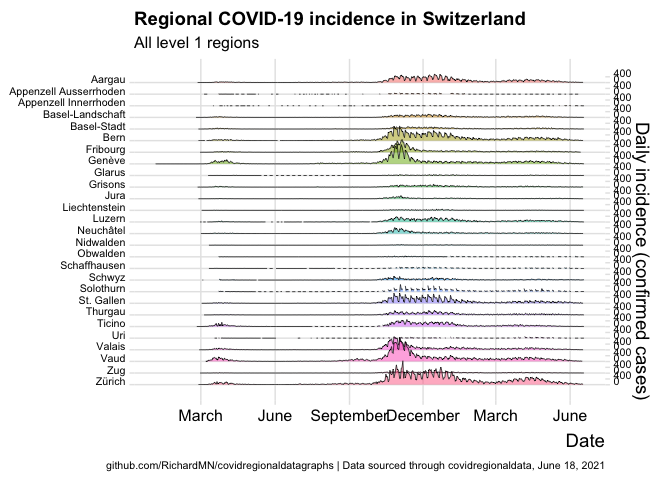 Regional COVID-19 incidence in Switzerland
All level 1 regions
Aargau
Appenzell Ausserrhoden
Appenzell Innerrhoden
Basel-Landschaft
Basel-Stadt
Bern
Fribourg
Genève
Glarus
Grisons
Jura
Liechtenstein
Luzern
Neuchâtel
Nidwalden
Obwalden
Schaffhausen
Schwyz
Solothurn
St. Gallen
Thurgau
Ticino
Uri
Valais
Vaud
Zug
Zürich
400
Daily incidence (confirmed cases)
March June September December March June
Date
github.com/RichardMN/covidregionaldatagraphs | Data sourced through covidregionaldata, June 18, 2021